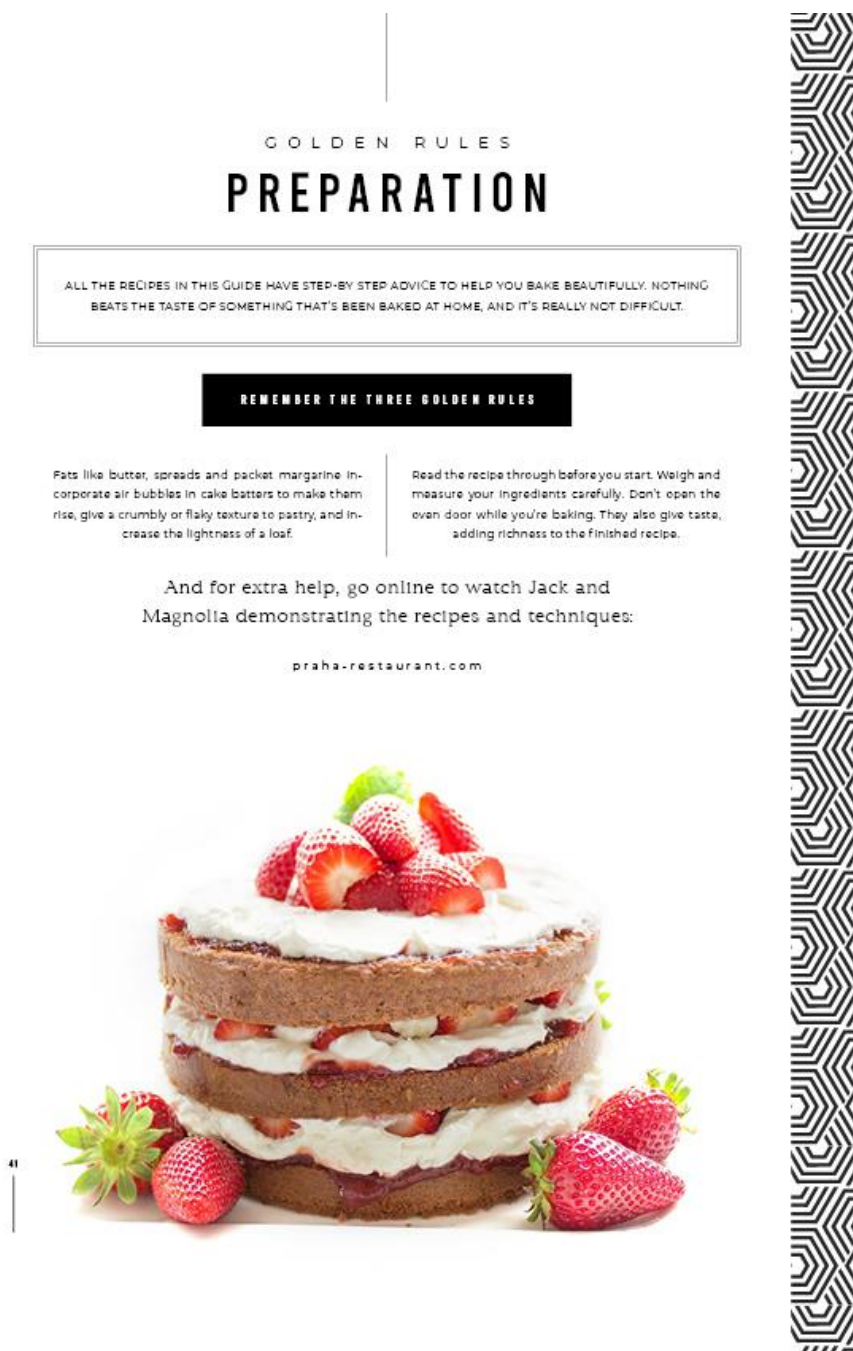 GOLDEN RULES
PREPARATION
ALL THE RECIPES IN THIS GUIDE HAVE STEP-BY STEP ADVICE TO HELP YOU BAKE BEAUTIFULLY. NOTHING
BEATS THE TASTE OF SOMETHING THAT'S BEEN BAKED AT HOME, AND IT'S REALLY NOT DIFFICULT.
REMEMBER THE THREE GOLDEN RULES
Fats like butter, spreads and packet margarine in-
corporate air bubbles in cake batters to make them
rise, give a crumbly or flaky texture to pastry, and in-
crease the lightness of a loaf.
Read the recipe through before you start. Weigh and
measure your ingredients carefully. Don't open the
oven door while you're baking. They also give taste,
adding richness to the finished recipe.
And for extra help, go online to watch Jack and
Magnolia demonstrating the recipes and techniques:
praha-restaurant.com
41